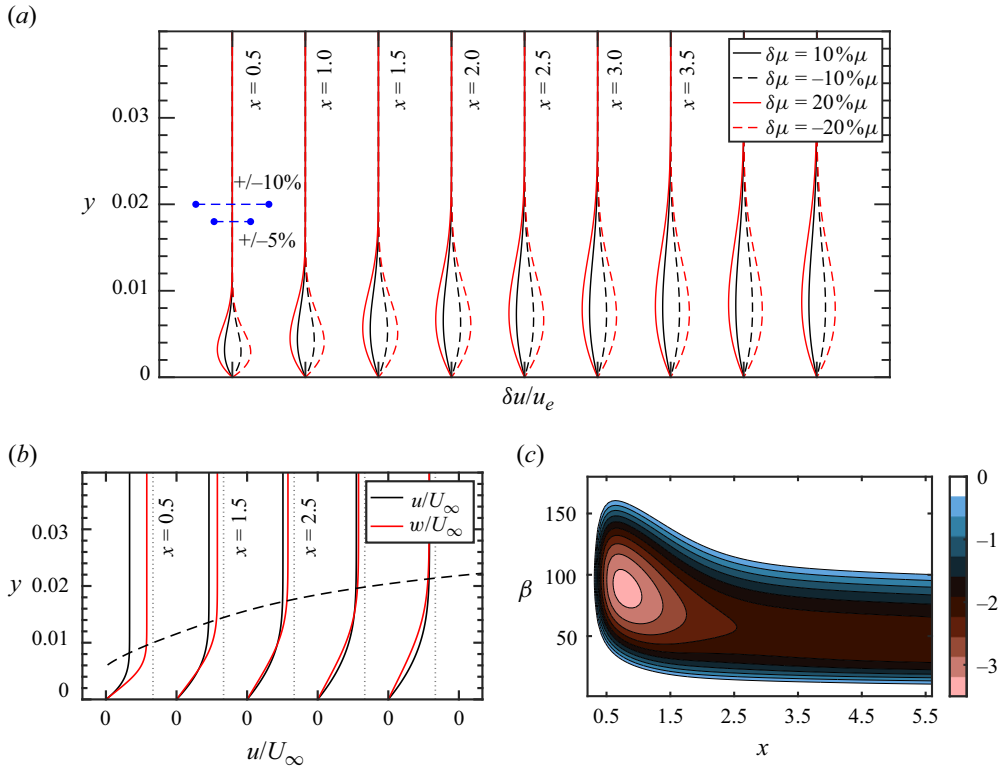 (a)
x = 0.5
x = 1.0
x = 1.5
x = 2.0
x = 2.5
x = 3.0
x = 3.5
δμ = 10%μ
δμ = –10%μ
δμ = 20%μ
δμ = –20%μ
0.03
0.02
0.01
0
y
+/–10%
+/–5%
δu/u_e
(b)
x = 0.5
x = 1.5
x = 2.5
u/U_∞
w/U_∞
0.03
0.02
0.01
0
y
0 0 0 0 0 0
u/U_∞
(c)
150
100
50
β
0.5 1.5 2.5 3.5 4.5 5.5
x
0
–1
–2
–3